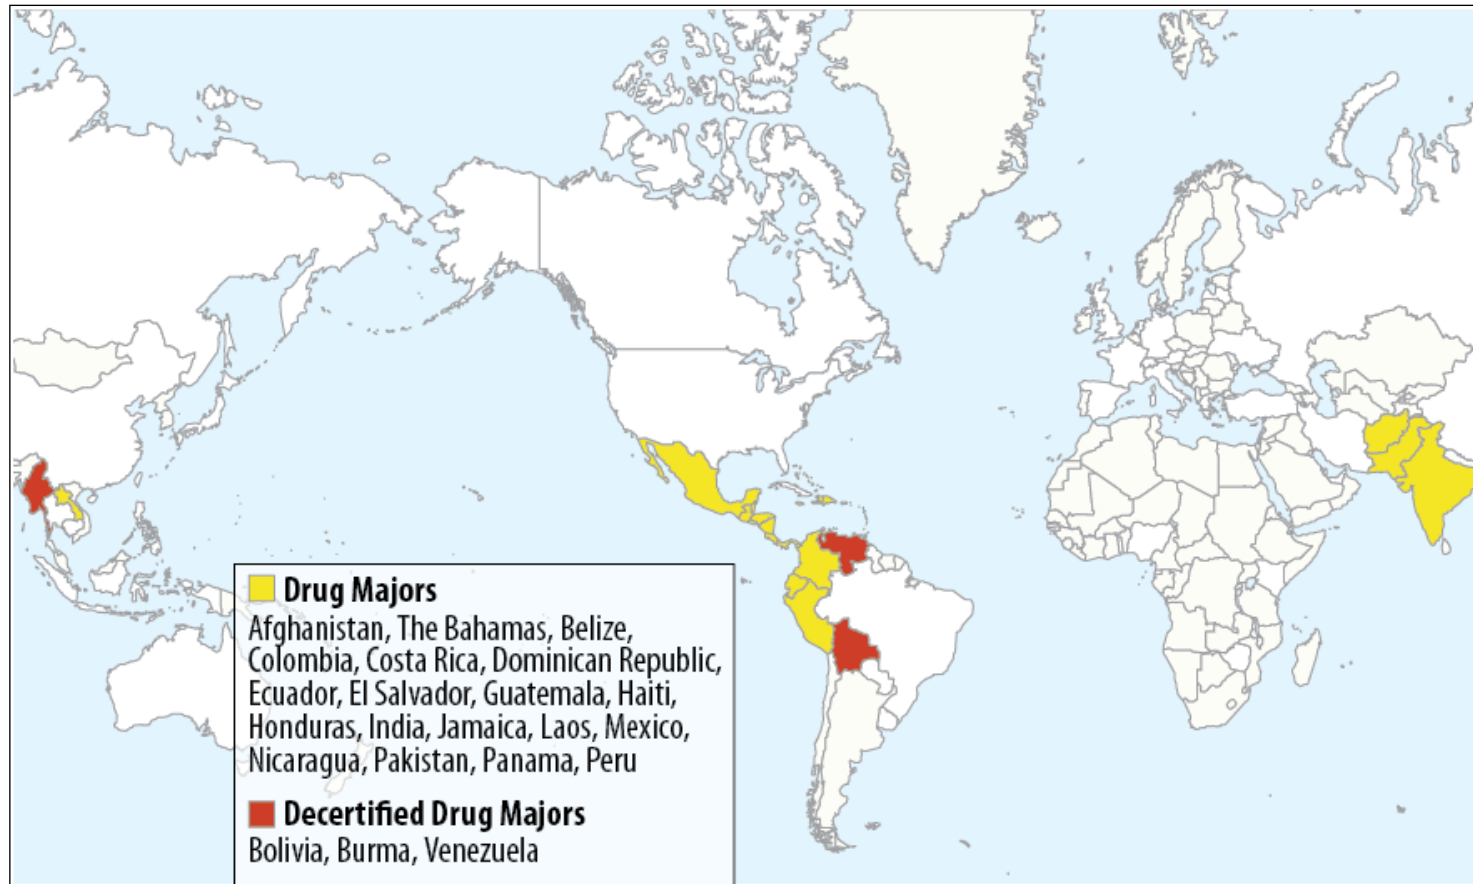 Drug Majors
Afghanistan, The Bahamas, Belize,
Colombia, Costa Rica, Dominican Republic,
Ecuador, El Salvador, Guatemala, Haiti,
Honduras, India, Jamaica, Laos, Mexico,
Nicaragua, Pakistan, Panama, Peru
Decertified Drug Majors
Bolivia, Burma, Venezuela